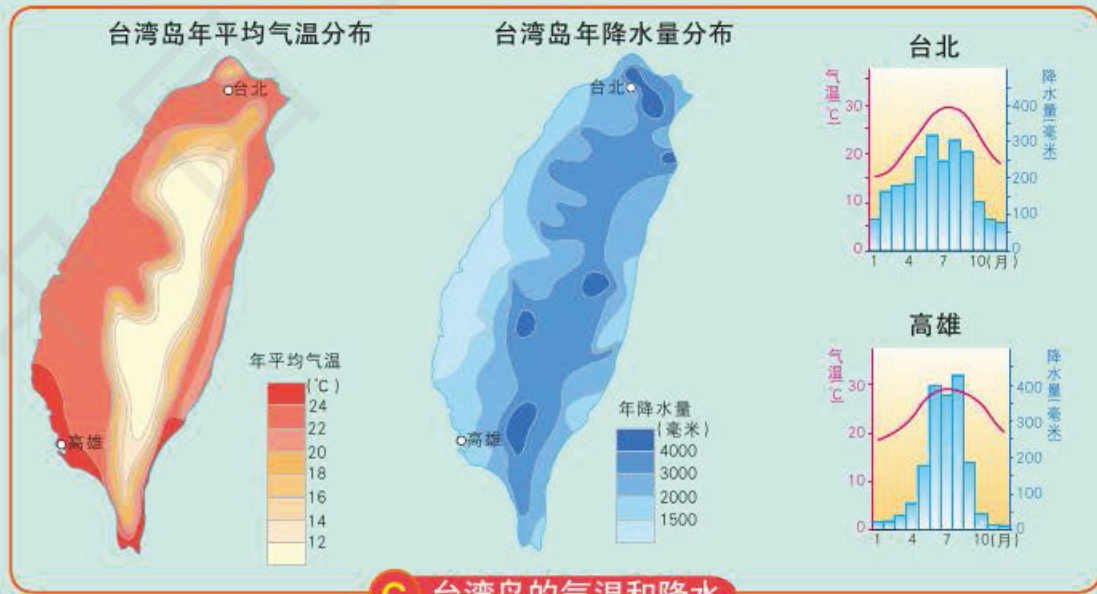 台湾岛年平均气温分布
台北
高雄
年平均气温
(℃)
24
22
20
18
16
14
12
台湾岛年降水量分布
台北
高雄
年降水量
(毫米)
4000
3000
2000
1500
台北
气温(℃)
降水量(毫米)
30
20
10
0
400
300
200
100
0
1 4 7 10(月)
高雄
气温(℃)
降水量(毫米)
30
20
10
0
400
300
200
100
0
1 4 7 10(月)
C 台湾岛的气温和降水